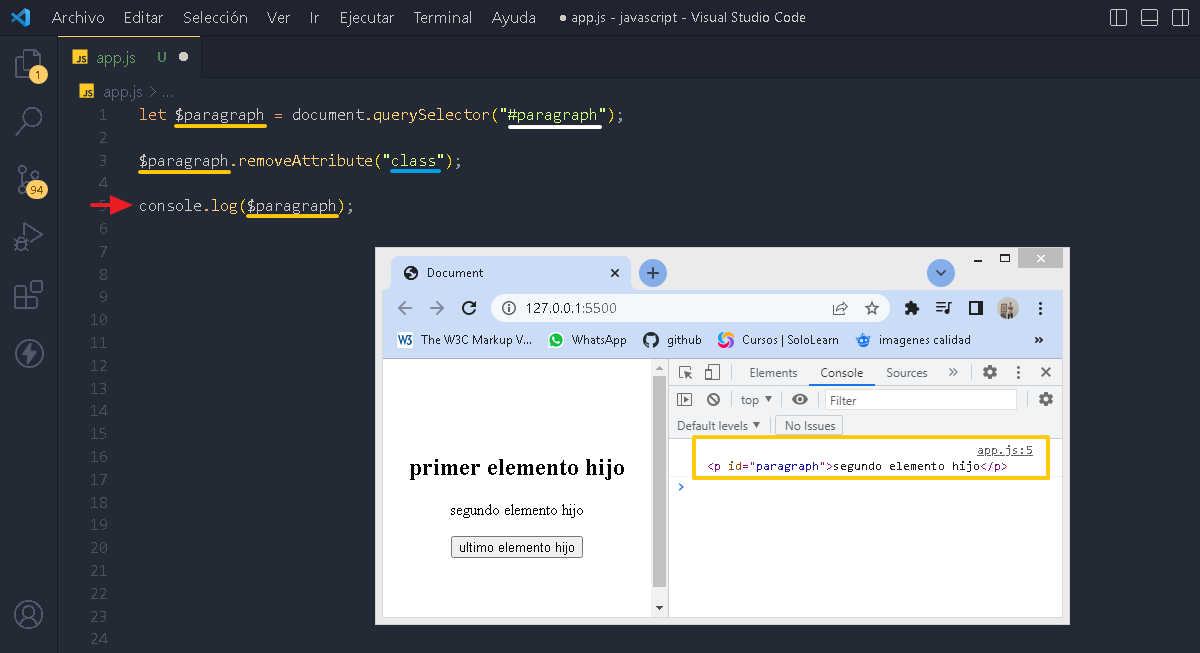 Archivo Editar Selección Ver Ir Ejecutar Terminal Ayuda ● app.js - javascript - Visual Studio Code
JS app.js U ●
JS app.js > ...
1 let $paragraph = document.querySelector("#paragraph");
2
3 $paragraph.removeAttribute("class");
4
5 console.log($paragraph);
6
7
8
9
10
11
12
13
14
15
16
17
18
19
20
21
22
23
24
1
94
Document
127.0.0.1:5500
W3 The W3C Markup V... WhatsApp github Cursos | SoloLearn imagenes calidad »
primer elemento hijo
segundo elemento hijo
ultimo elemento hijo
Elements Console Sources »
top ▼ Filter
Default levels ▼ No Issues
app.js:5
<p id="paragraph">segundo elemento hijo</p>
>